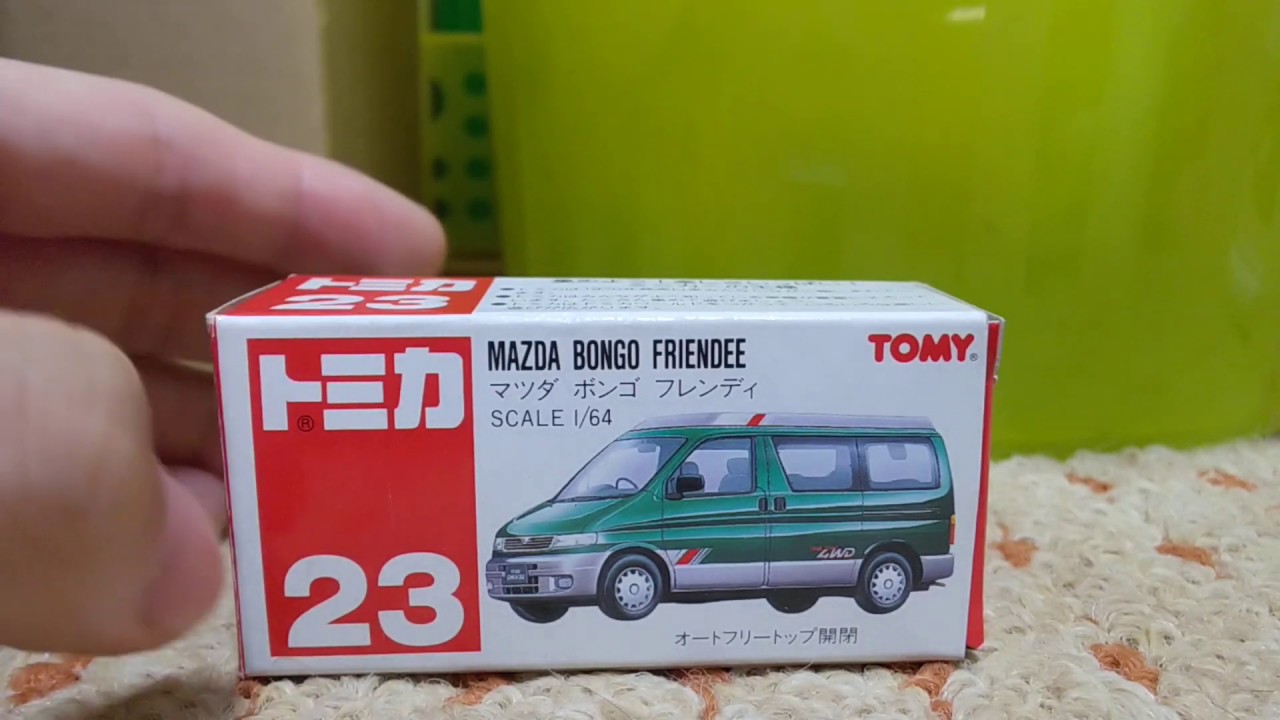 トミカ
23
トミカ®
23
MAZDA BONGO FRIENDEE
マツダ ボンゴ フレンディ
SCALE 1/64
TOMY®
4WD
オートフリートップ開閉